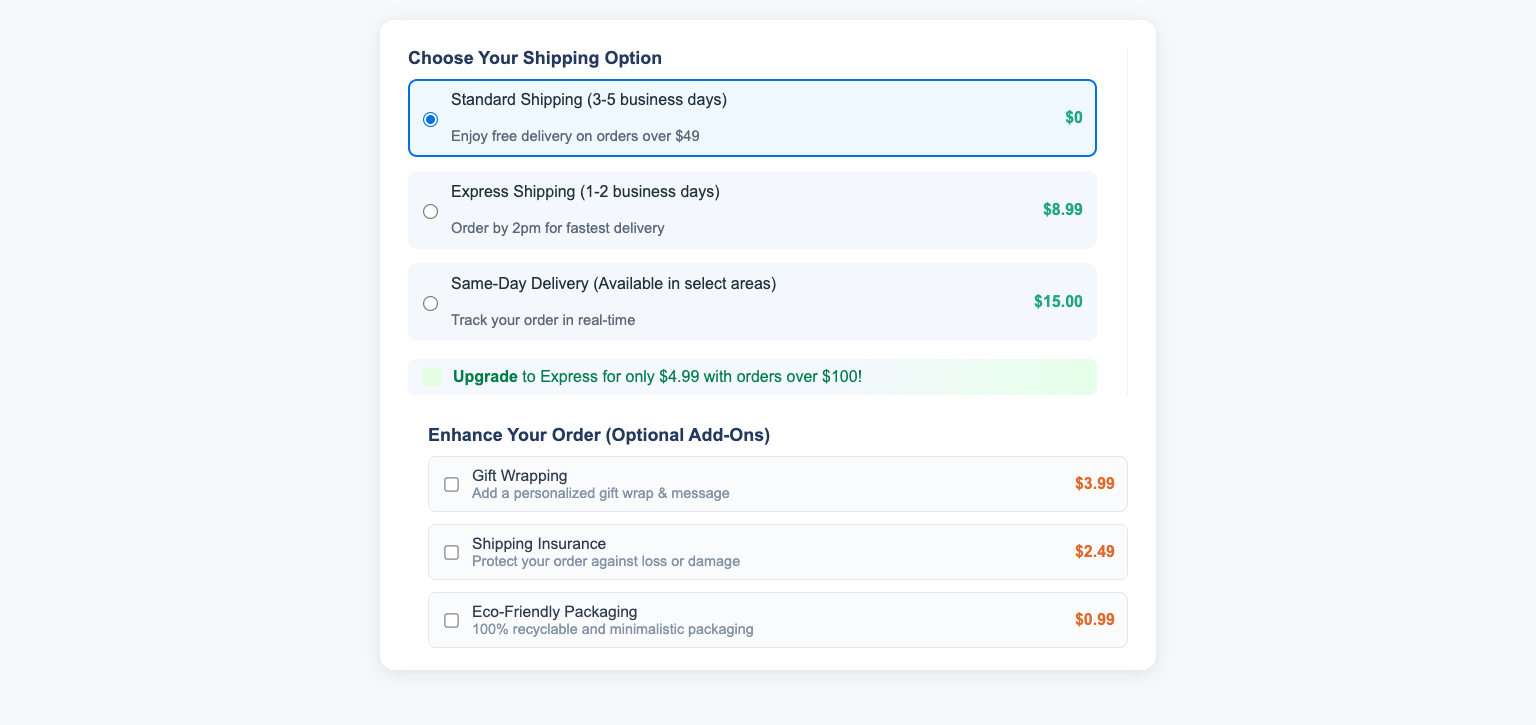 Choose Your Shipping Option
Standard Shipping (3-5 business days)
$0
Enjoy free delivery on orders over $49
Express Shipping (1-2 business days)
$8.99
Order by 2pm for fastest delivery
Same-Day Delivery (Available in select areas)
$15.00
Track your order in real-time
Upgrade to Express for only $4.99 with orders over $100!
Enhance Your Order (Optional Add-Ons)
Gift Wrapping
Add a personalized gift wrap & message
$3.99
Shipping Insurance
Protect your order against loss or damage
$2.49
Eco-Friendly Packaging
100% recyclable and minimalistic packaging
$0.99